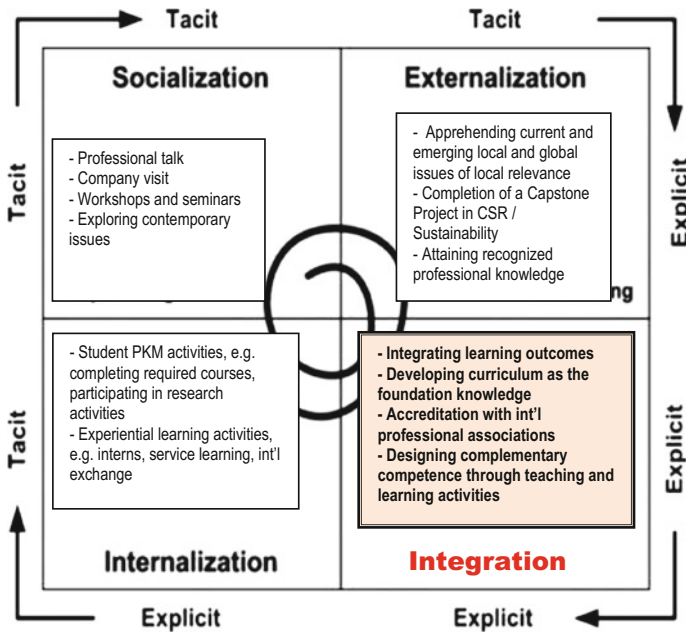 Tacit
Tacit
Socialization
Externalization
Tacit
Explicit
- Professional talk
- Company visit
- Workshops and seminars
- Exploring contemporary
issues
- Apprehending current and
emerging local and global
issues of local relevance
- Completion of a Capstone
Project in CSR /
Sustainability
- Attaining recognized
professional knowledge
- Student PKM activities, e.g.
completing required courses,
participating in research
activities
- Experiential learning activities,
e.g. interns, service learning, int'l
exchange
- Integrating learning outcomes
- Developing curriculum as the
foundation knowledge
- Accreditation with int'l
professional associations
- Designing complementary
competence through teaching and
learning activities
Tacit
Explicit
Internalization
Integration
Explicit
Explicit